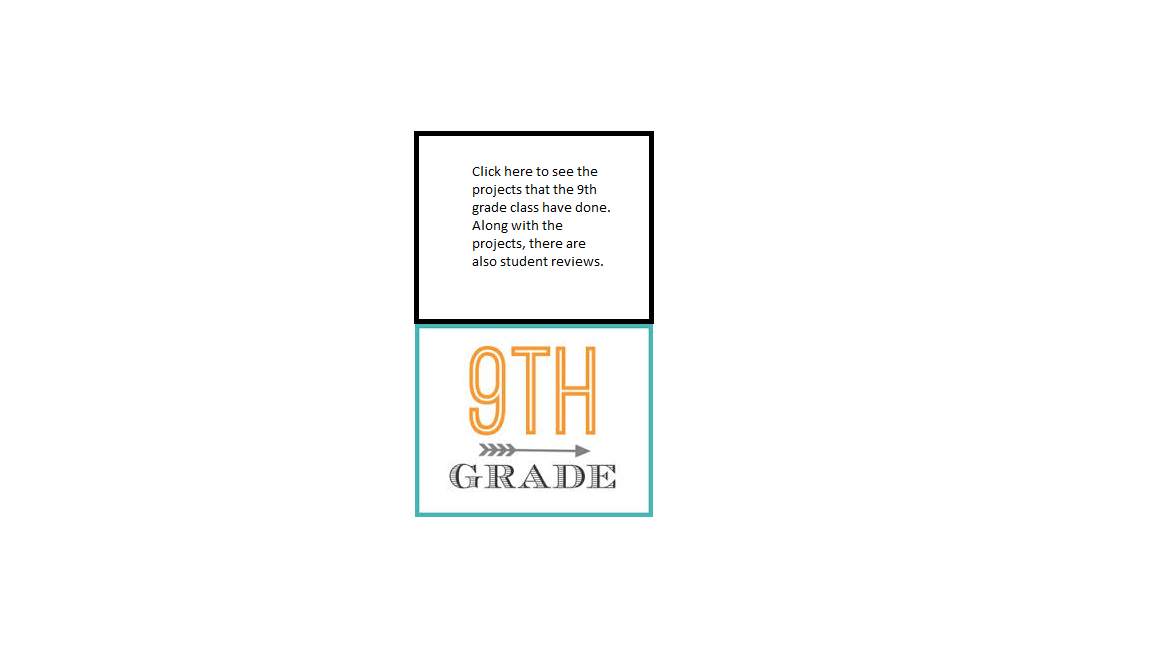 Click here to see the
projects that the 9th
grade class have done.
Along with the
projects, there are
also student reviews.
9TH
GRADE